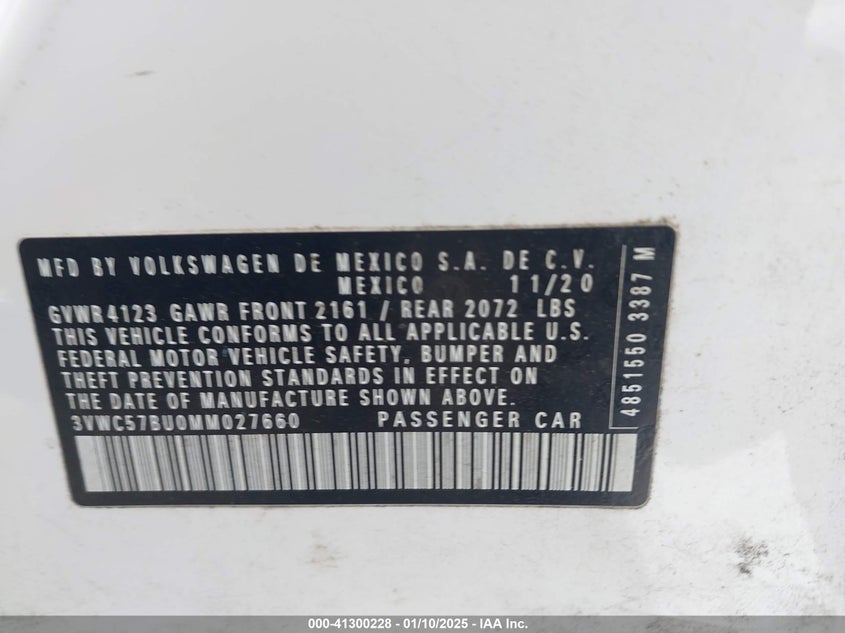 MFD BY VOLKSWAGEN DE MEXICO S.A. DE C.V.
MEXICO 11/20
GVWR 4123 GAWR FRONT 2161 / REAR 2072 LBS
THIS VEHICLE CONFORMS TO ALL APPLICABLE U.S.
FEDERAL MOTOR VEHICLE SAFETY, BUMPER AND
THEFT PREVENTION STANDARDS IN EFFECT ON
THE DATE OF MANUFACTURE SHOWN ABOVE.
3VWC57BU0MM027660 PASSENGER CAR
4851550 3387 M
000-41300228 - 01/10/2025 - IAA Inc.